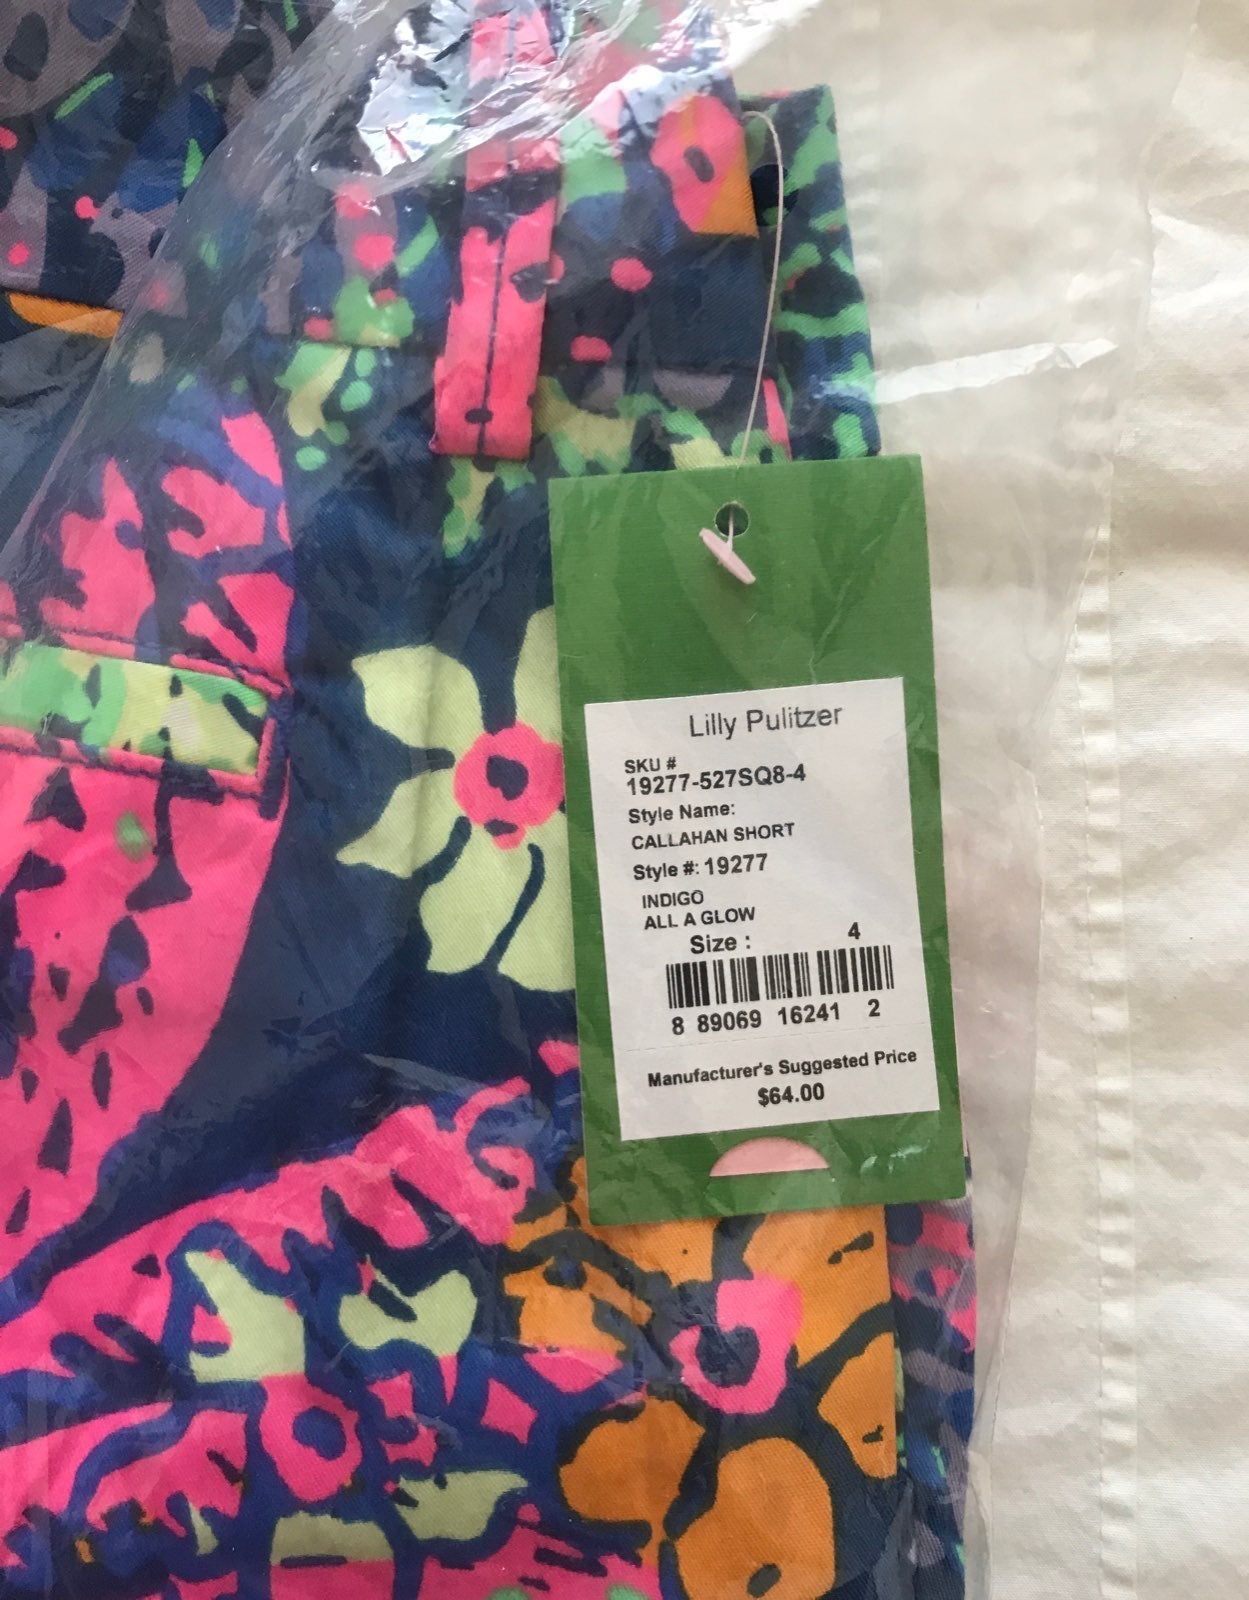 Lilly Pulitzer
SKU #
19277-527SQ8-4
Style Name:
CALLAHAN SHORT
Style #: 19277
INDIGO
ALL A GLOW
Size : 4
8 89069 16241 2
Manufacturer's Suggested Price
$64.00